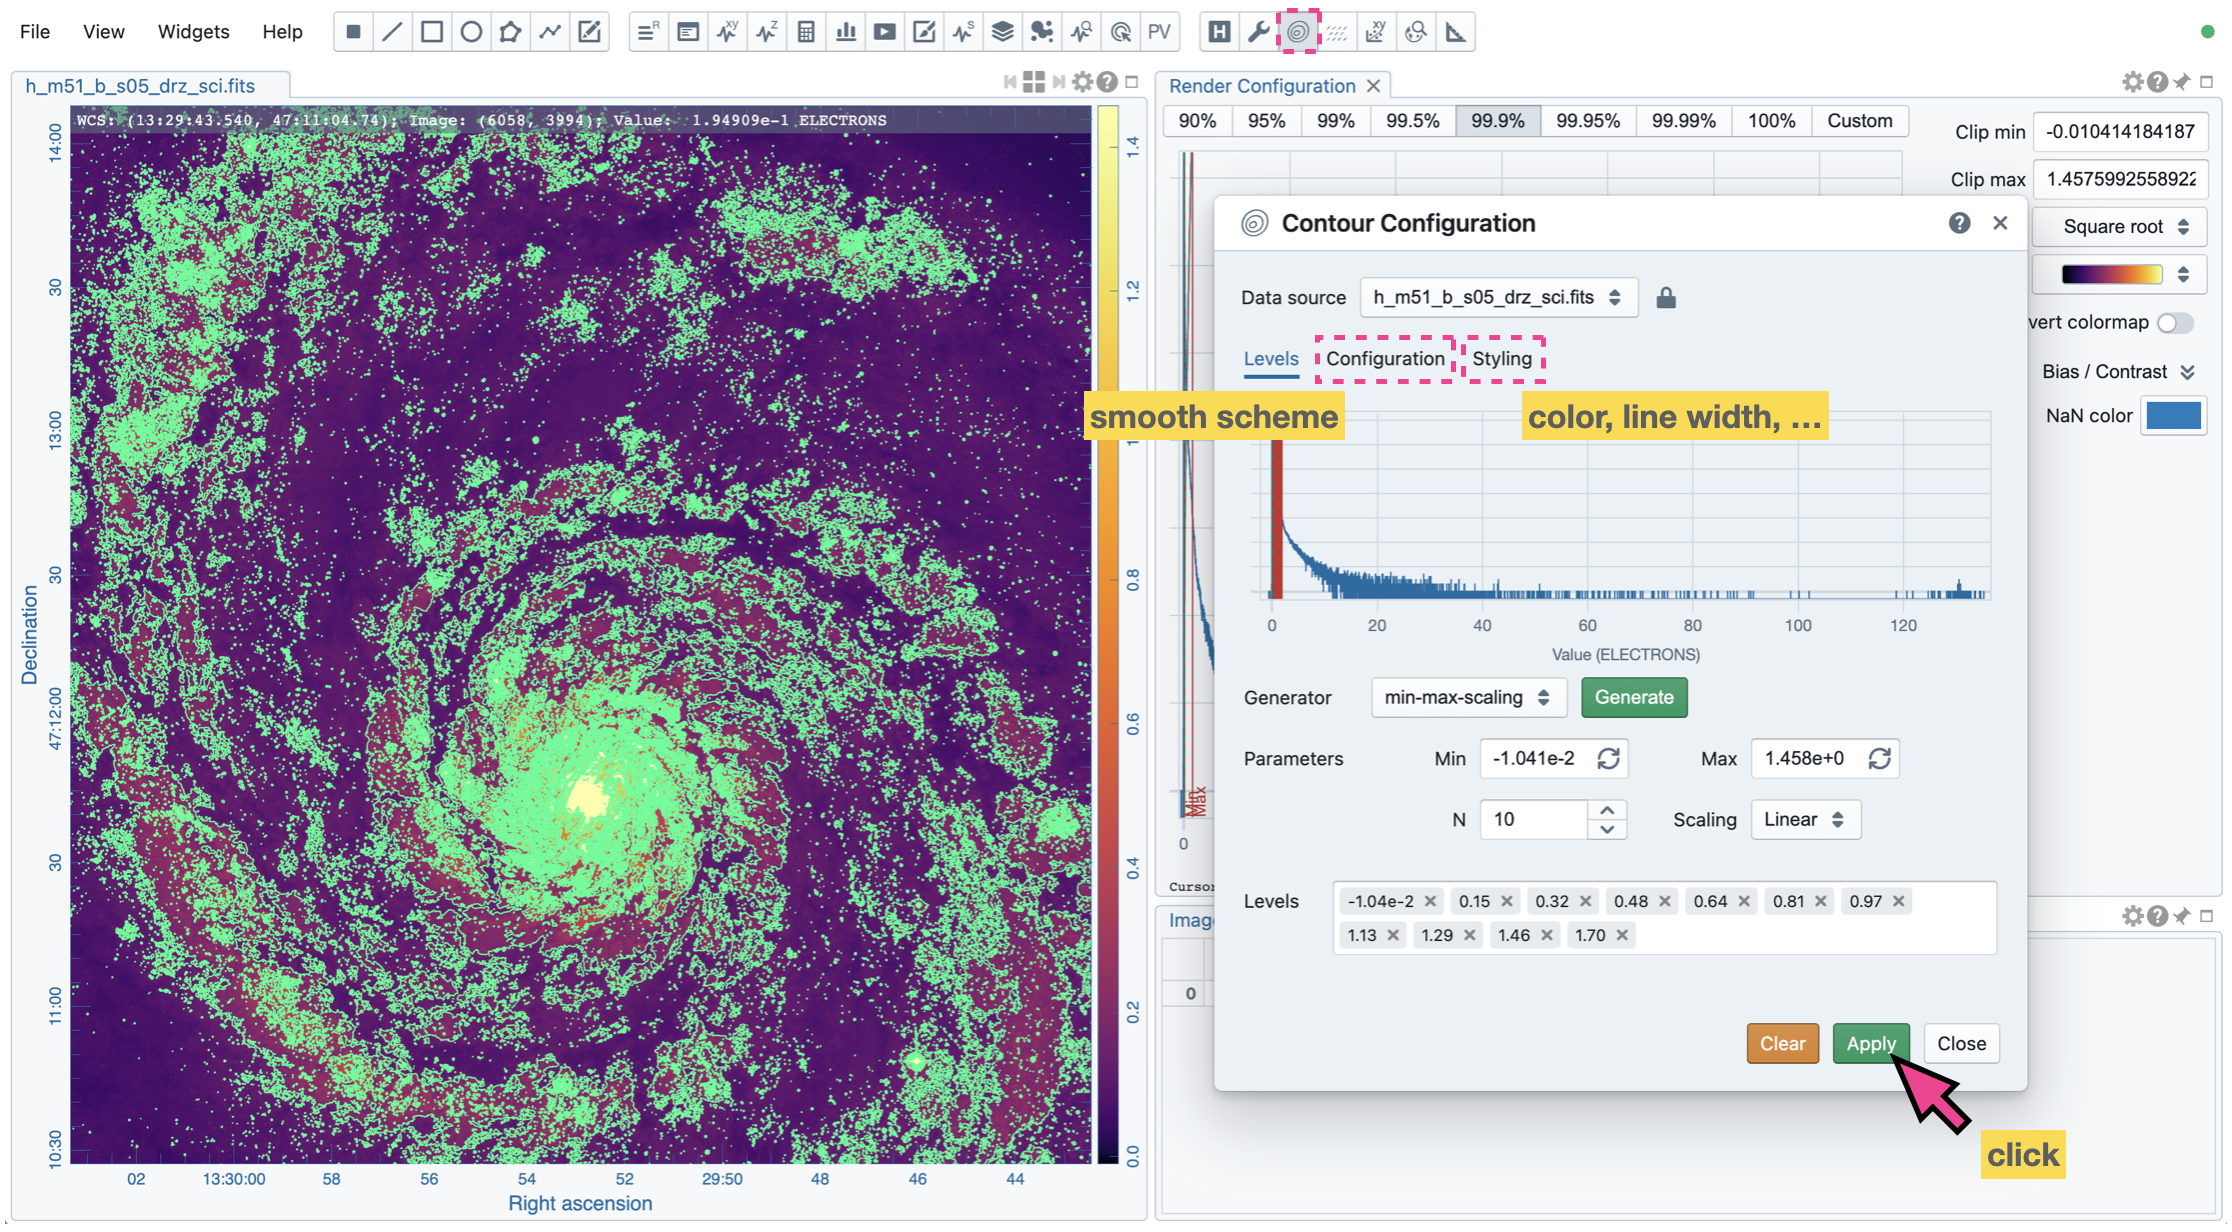 File View Widgets Help
R XY Z S PV H xy
h_m51_b_s05_drz_sci.fits
WCS: (13:29:43.540, 47:11:04.74); Image: (6058, 3994); Value:  1.94909e-1 ELECTRONS
14:00
30
13:00
30
47:12:00
30
11:00
10:30
Declination
02 13:30:00 58 56 54 52 29:50 48 46 44
Right ascension
1.4
1.2
0.8
0.6
0.4
0.2
0.0
Render Configuration
90% 95% 99% 99.5% 99.9% 99.95% 99.99% 100% Custom
Clip min -0.010414184187
Clip max 1.4575992558922
Square root
vert colormap
Bias / Contrast
NaN color
Min
Max
0
Cursor
Imag
0
Contour Configuration
Data source h_m51_b_s05_drz_sci.fits
Levels Configuration Styling
smooth scheme
color, line width, ...
0 20 40 60 80 100 120
Value (ELECTRONS)
Generator min-max-scaling Generate
Parameters Min -1.041e-2 Max 1.458e+0
N 10 Scaling Linear
Levels -1.04e-2 0.15 0.32 0.48 0.64 0.81 0.97
1.13 1.29 1.46 1.70
Clear Apply Close
click